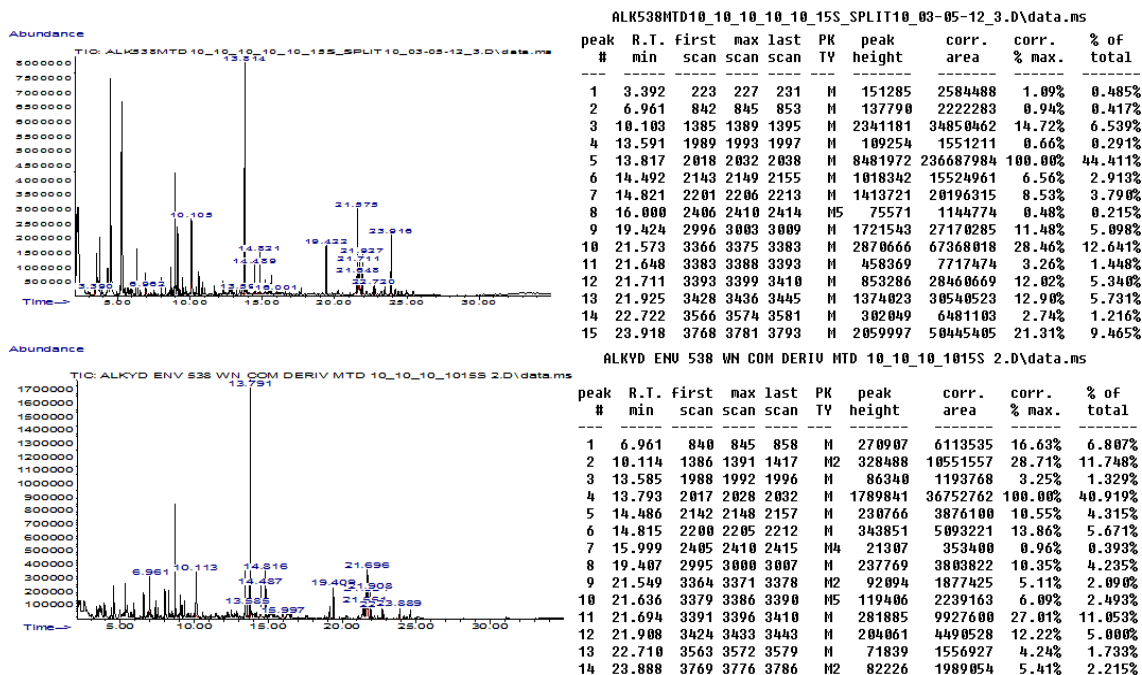 Abundance
TIC: ALK538MTD10_10_10_10_10_15S_SPLIT10_03-05-12_3.D\data.ms
13.814
8000000
7500000
7000000
6500000
6000000
5500000
5000000
4500000
4000000
3500000
3000000
2500000
2000000
1500000
1000000
500000
21.575
10.105
23.916
19.422
21.927
14.821
21.711
14.489
21.648
3.390
6.962
16.001
22.720
5.00
10.00
15.00
20.00
25.00
30.00
Time-->
ALK538MTD10_10_10_10_10_15S_SPLIT10_03-05-12_3.D\data.ms
peak R.T. first max last PK peak corr. corr. % of
# min scan scan scan TY height area % max. total
--- ----- ----- ---- ---- --- ------- ------- ------ -------
1 3.392 223 227 231 M 151285 2584488 1.09% 0.485%
2 6.961 842 845 853 M 137790 2222283 0.94% 0.417%
3 10.103 1385 1389 1395 M 2341181 34850462 14.72% 6.539%
4 13.591 1989 1993 1997 M 109254 1551211 0.66% 0.291%
5 13.817 2018 2032 2038 M 8481972 236687984 100.00% 44.411%
6 14.492 2143 2149 2155 M 1018342 15524961 6.56% 2.913%
7 14.821 2201 2206 2213 M 1413721 20196315 8.53% 3.790%
8 16.000 2406 2410 2414 M5 75571 1144774 0.48% 0.215%
9 19.424 2996 3003 3009 M 1721543 27170285 11.48% 5.098%
10 21.573 3366 3375 3383 M 2870666 67368018 28.46% 12.641%
11 21.648 3383 3388 3393 M 458369 7717474 3.26% 1.448%
12 21.711 3393 3399 3410 M 853286 28460669 12.02% 5.340%
13 21.925 3428 3436 3445 M 1374023 30540523 12.90% 5.731%
14 22.722 3566 3574 3581 M 302049 6481103 2.74% 1.216%
15 23.918 3768 3781 3793 M 2059997 50445405 21.31% 9.465%
Abundance
TIC: ALKYD ENV 538 WN COM DERIV MTD 10_10_10_1015S 2.D\data.ms
13.791
1700000
1600000
1500000
1400000
1300000
1200000
1100000
1000000
900000
800000
700000
600000
500000
400000
300000
200000
100000
6.961
10.113
14.816
21.696
14.487
19.409
21.908
13.585
23.889
15.997
5.00
10.00
15.00
20.00
25.00
30.00
Time-->
ALKYD ENV 538 WN COM DERIV MTD 10_10_10_1015S 2.D\data.ms
peak R.T. first max last PK peak corr. corr. % of
# min scan scan scan TY height area % max. total
--- ----- ----- ---- ---- --- ------- ------- ------ -------
1 6.961 840 845 858 M 270907 6113535 16.63% 6.807%
2 10.114 1386 1391 1417 M2 328488 10551557 28.71% 11.748%
3 13.585 1988 1992 1996 M 86340 1193768 3.25% 1.329%
4 13.793 2017 2028 2032 M 1789841 36752762 100.00% 40.919%
5 14.486 2142 2148 2157 M 230766 3876100 10.55% 4.315%
6 14.815 2200 2205 2212 M 343851 5093221 13.86% 5.671%
7 15.999 2405 2410 2415 M4 21307 353400 0.96% 0.393%
8 19.407 2995 3000 3007 M 237769 3803822 10.35% 4.235%
9 21.549 3364 3371 3378 M2 92094 1877425 5.11% 2.090%
10 21.636 3379 3386 3390 M5 119406 2239163 6.09% 2.493%
11 21.694 3391 3396 3410 M 281885 9927600 27.01% 11.053%
12 21.908 3424 3433 3443 M 204061 4490528 12.22% 5.000%
13 22.710 3563 3572 3579 M 71839 1556927 4.24% 1.733%
14 23.888 3769 3776 3786 M2 82226 1989054 5.41% 2.215%